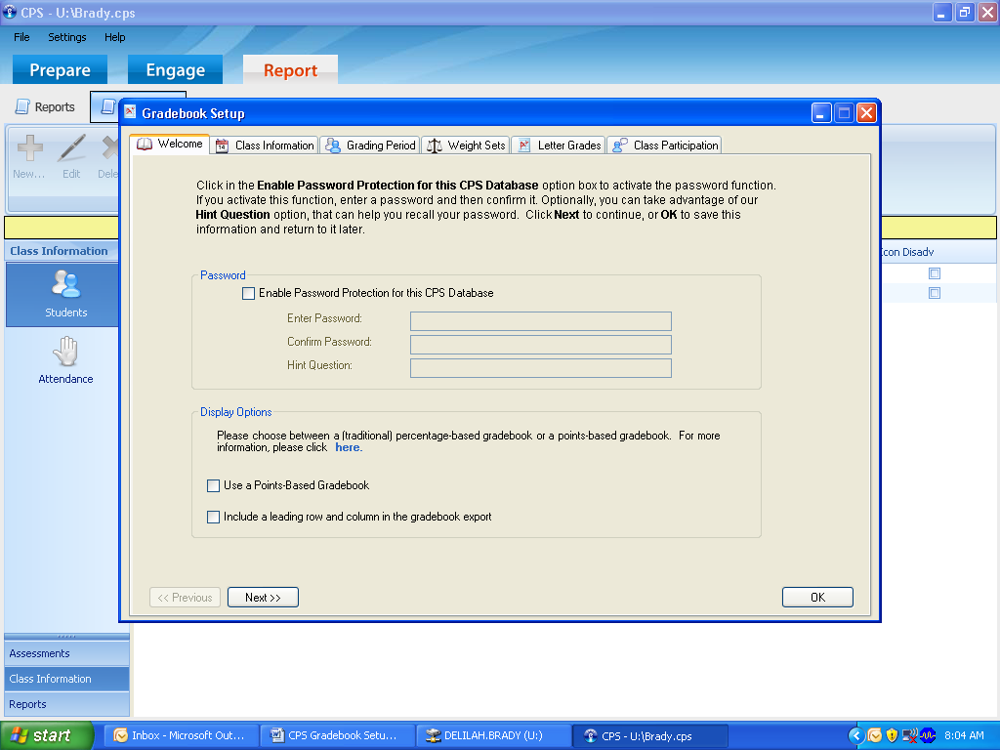 CPS - U:\Brady.cps
File Settings Help
Prepare Engage Report
Reports
New... Edit
Gradebook Setup
Welcome Class Information Grading Period Weight Sets Letter Grades Class Participation
Click in the Enable Password Protection for this CPS Database option box to activate the password function.
If you activate this function, enter a password and then confirm it. Optionally, you can take advantage of our
Hint Question option, that can help you recall your password. Click Next to continue, or OK to save this
information and return to it later.
Password
Enable Password Protection for this CPS Database
Enter Password:
Confirm Password:
Hint Question:
Display Options
Please choose between a (traditional) percentage-based gradebook or a points-based gradebook. For more
information, please click here.
Use a Points-Based Gradebook
Include a leading row and column in the gradebook export
<< Previous Next >> OK
Class Information
Students
Attendance
Econ Disadv
Assessments
Class Information
Reports
start Inbox - Microsoft Out... CPS Gradebook Setu... DELILAH.BRADY (U:) CPS - U:\Brady.cps 8:04 AM